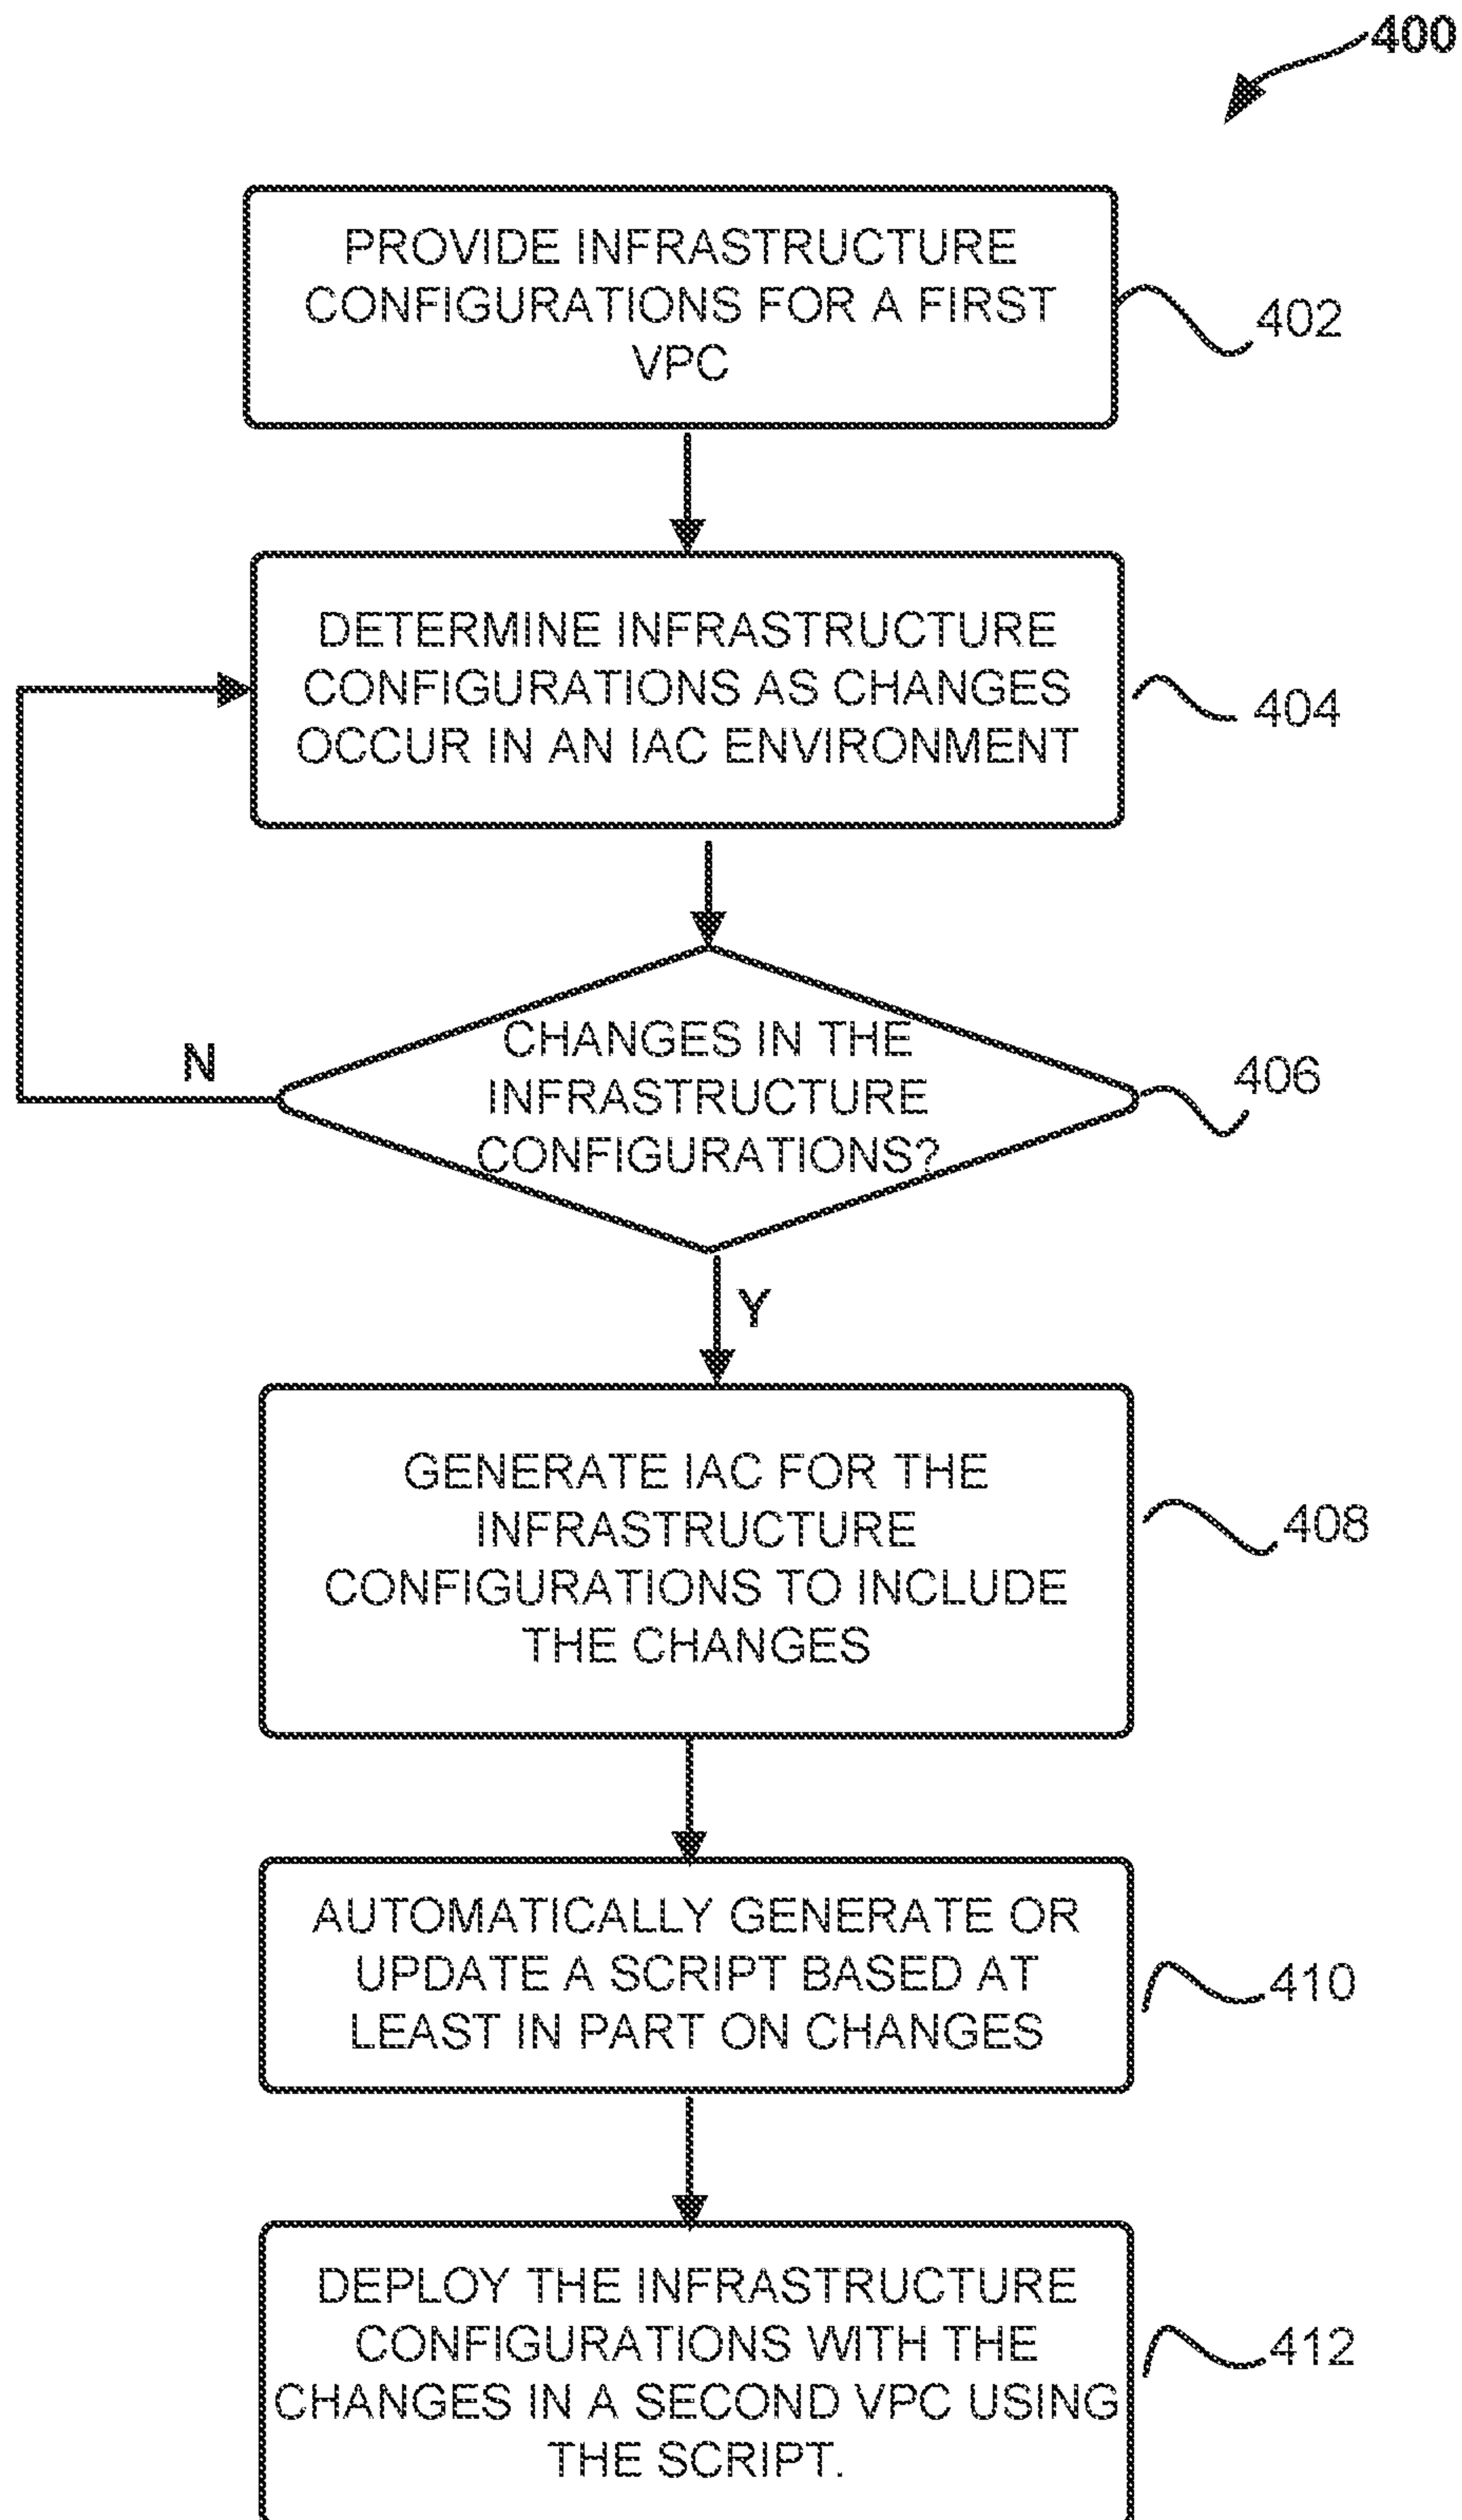 400
PROVIDE INFRASTRUCTURE
CONFIGURATIONS FOR A FIRST
VPC
402
DETERMINE INFRASTRUCTURE
CONFIGURATIONS AS CHANGES
OCCUR IN AN IAC ENVIRONMENT
404
CHANGES IN THE
INFRASTRUCTURE
CONFIGURATIONS?
406
N
Y
GENERATE IAC FOR THE
INFRASTRUCTURE
CONFIGURATIONS TO INCLUDE
THE CHANGES
408
AUTOMATICALLY GENERATE OR
UPDATE A SCRIPT BASED AT
LEAST IN PART ON CHANGES
410
DEPLOY THE INFRASTRUCTURE
CONFIGURATIONS WITH THE
CHANGES IN A SECOND VPC USING
THE SCRIPT.
412